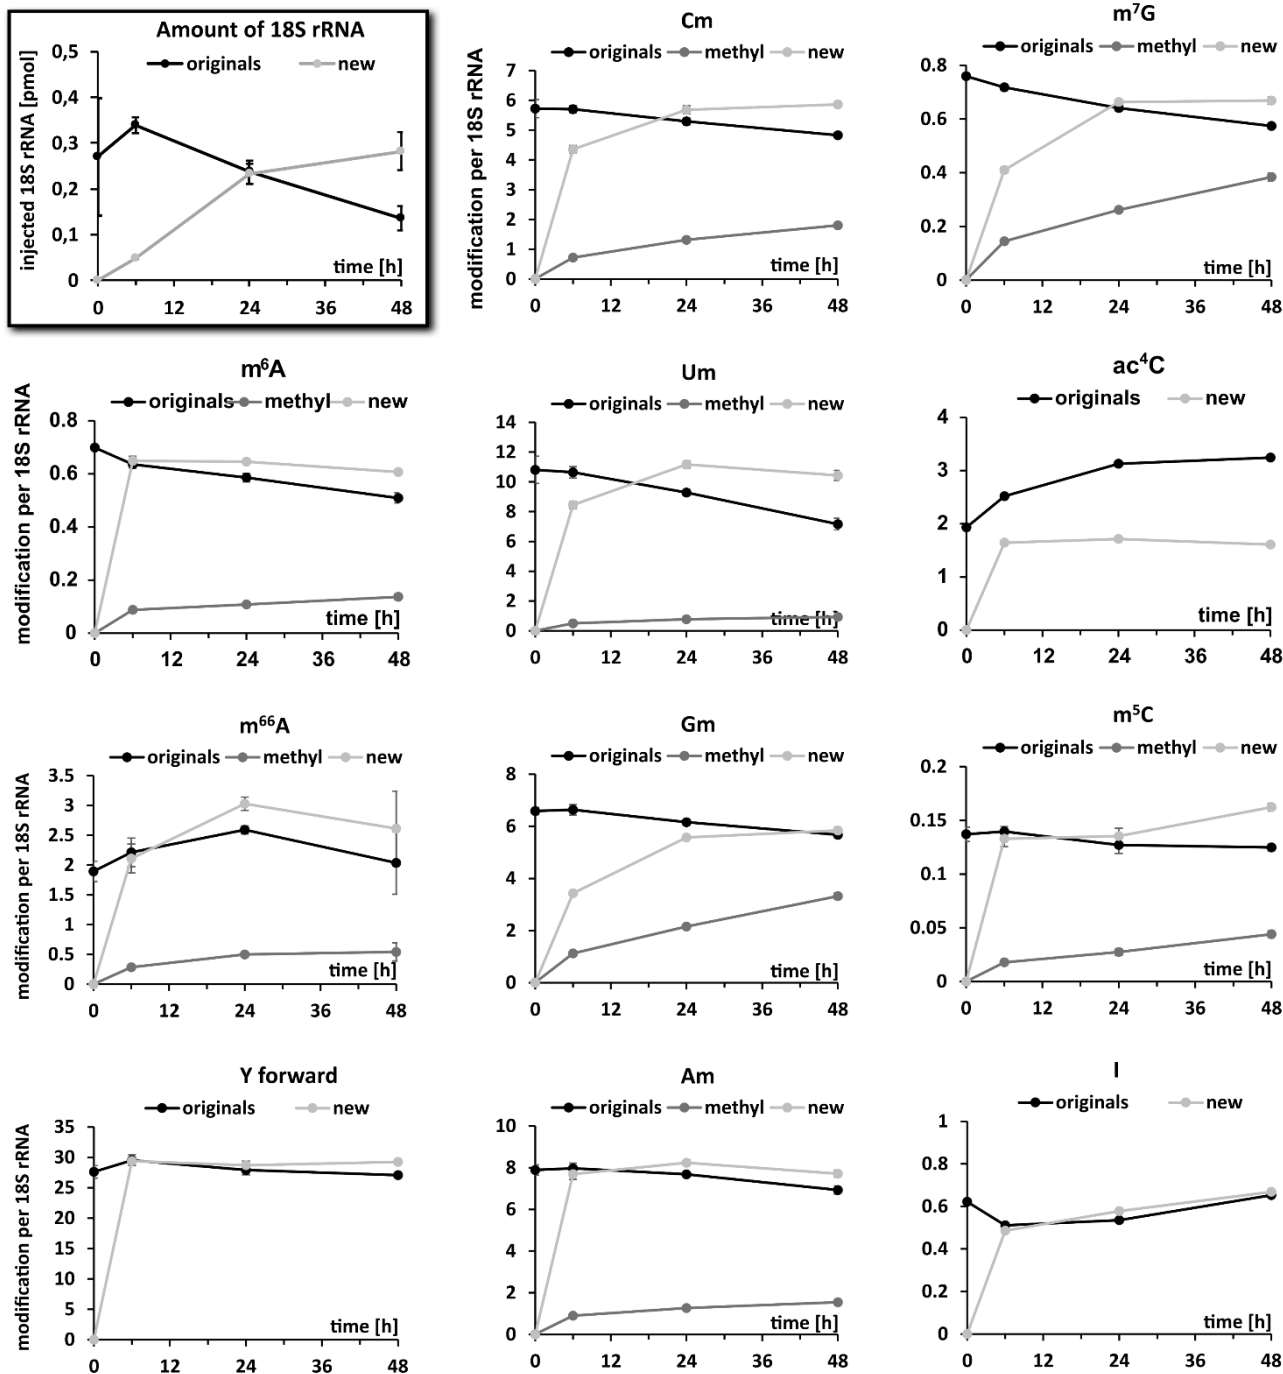 Amount of 18S rRNA
originals new
injected 18S rRNA [pmol]
0,5
0,4
0,3
0,2
0,1
0
time [h]
0 12 24 36 48
Cm
originals methyl new
modification per 18S rRNA
7
6
5
4
3
2
1
0
time [h]
0 12 24 36 48
m⁷G
originals methyl new
0.8
0.6
0.4
0.2
0
time [h]
0 12 24 36 48
m⁶A
originals methyl new
modification per 18S rRNA
0.8
0.6
0.4
0.2
0
time [h]
0 12 24 36 48
Um
originals methyl new
14
12
10
8
6
4
2
0
time [h]
0 12 24 36 48
ac⁴C
originals new
4
3
2
1
0
0 12 24 36 48
m⁶⁶A
originals methyl new
modification per 18S rRNA
3.5
3
2.5
2
1.5
1
0.5
0
time [h]
0 12 24 36 48
Gm
originals methyl new
8
6
4
2
0
time [h]
0 12 24 36 48
m⁵C
originals methyl new
0.2
0.15
0.1
0.05
0
time [h]
0 12 24 36 48
Y forward
originals new
modification per 18S rRNA
35
30
25
20
15
10
5
0
time [h]
0 12 24 36 48
Am
originals methyl new
10
8
6
4
2
0
time [h]
0 12 24 36 48
I
originals new
1
0.8
0.6
0.4
0.2
0
time [h]
0 12 24 36 48